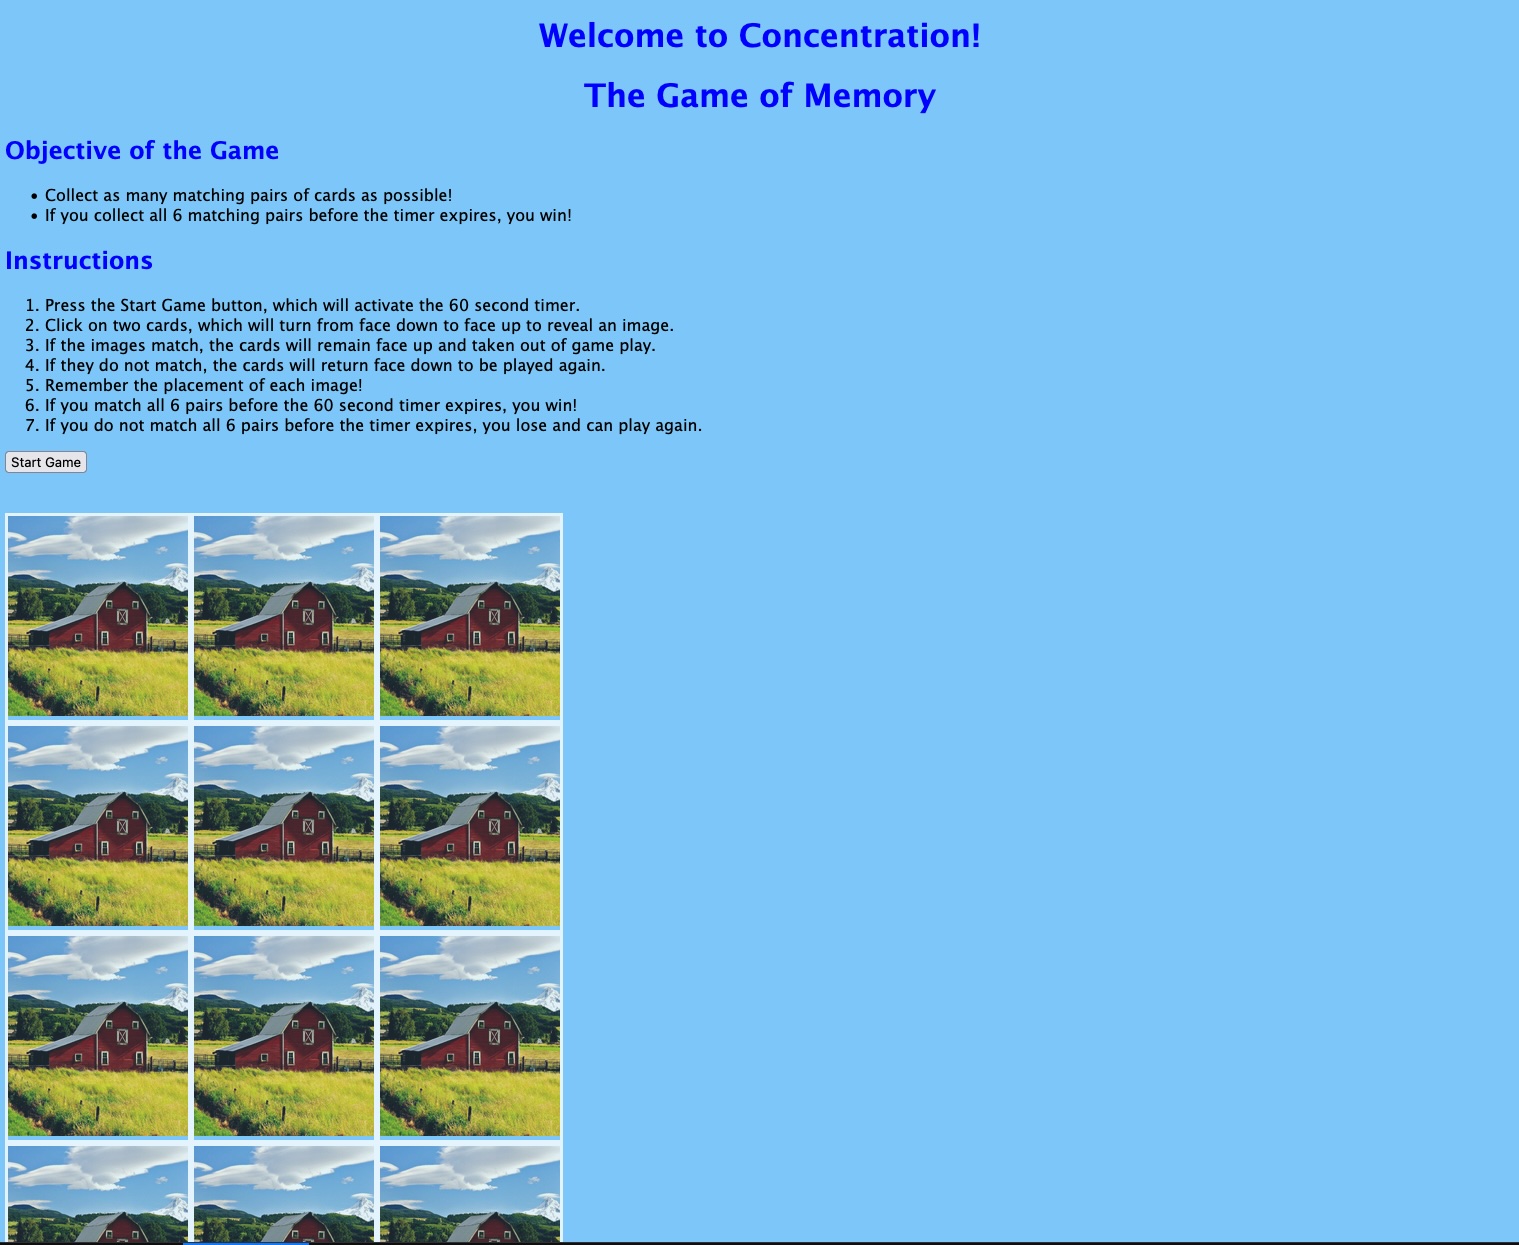 Welcome to Concentration!
The Game of Memory
Objective of the Game
• Collect as many matching pairs of cards as possible!
• If you collect all 6 matching pairs before the timer expires, you win!
Instructions
1. Press the Start Game button, which will activate the 60 second timer.
2. Click on two cards, which will turn from face down to face up to reveal an image.
3. If the images match, the cards will remain face up and taken out of game play.
4. If they do not match, the cards will return face down to be played again.
5. Remember the placement of each image!
6. If you match all 6 pairs before the 60 second timer expires, you win!
7. If you do not match all 6 pairs before the timer expires, you lose and can play again.
Start Game